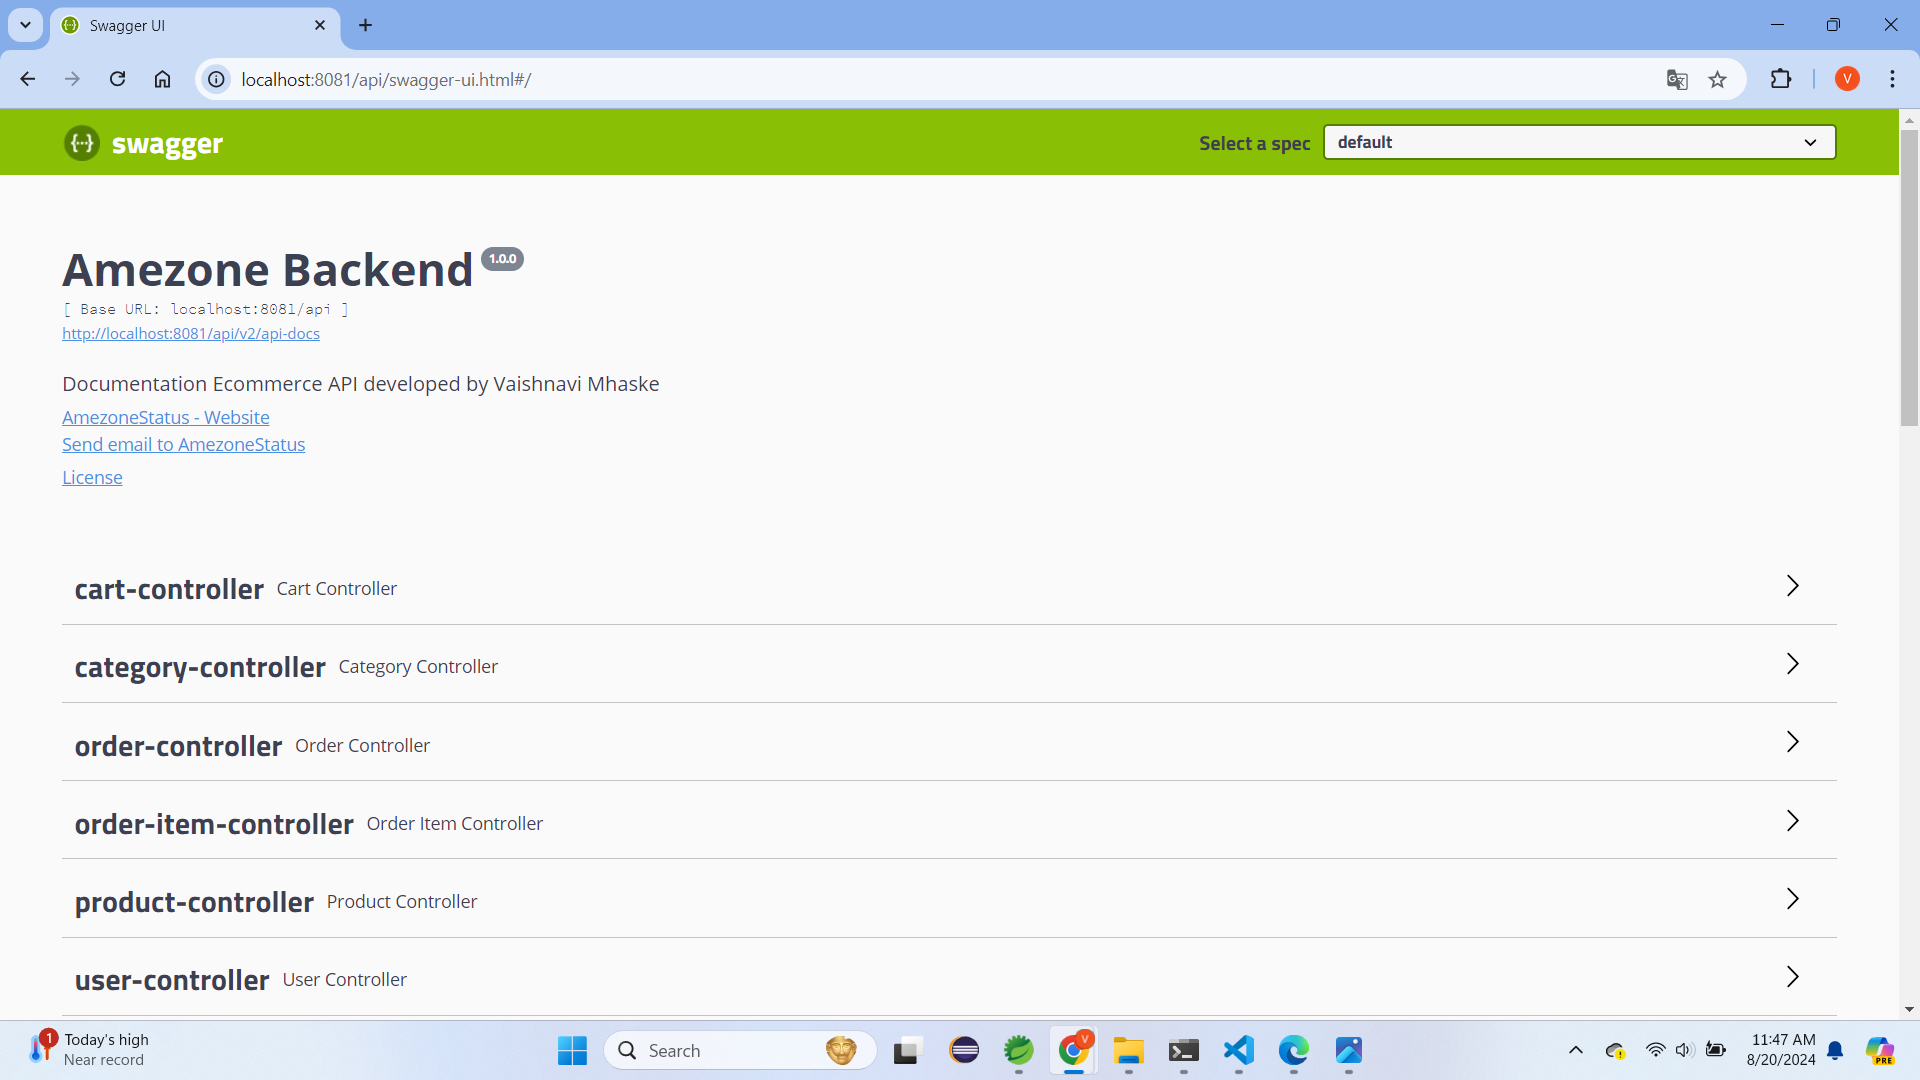 Swagger UI
localhost:8081/api/swagger-ui.html#/
V
{···} swagger
Select a spec
default
Amezone Backend 1.0.0
[ Base URL: localhost:8081/api ]
http://localhost:8081/api/v2/api-docs
Documentation Ecommerce API developed by Vaishnavi Mhaske
AmezoneStatus - Website
Send email to AmezoneStatus
License
cart-controller Cart Controller
category-controller Category Controller
order-controller Order Controller
order-item-controller Order Item Controller
product-controller Product Controller
user-controller User Controller
1
Today's high
Near record
Search
V
11:47 AM
8/20/2024
PRE